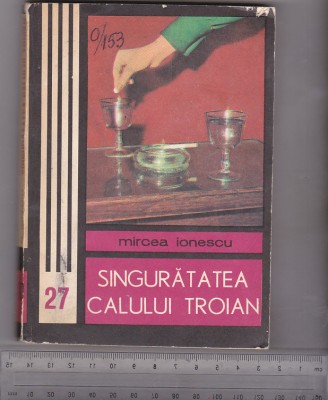 0/153
mircea ionescu
SINGURĂTATEA
CALULUI TROIAN
27